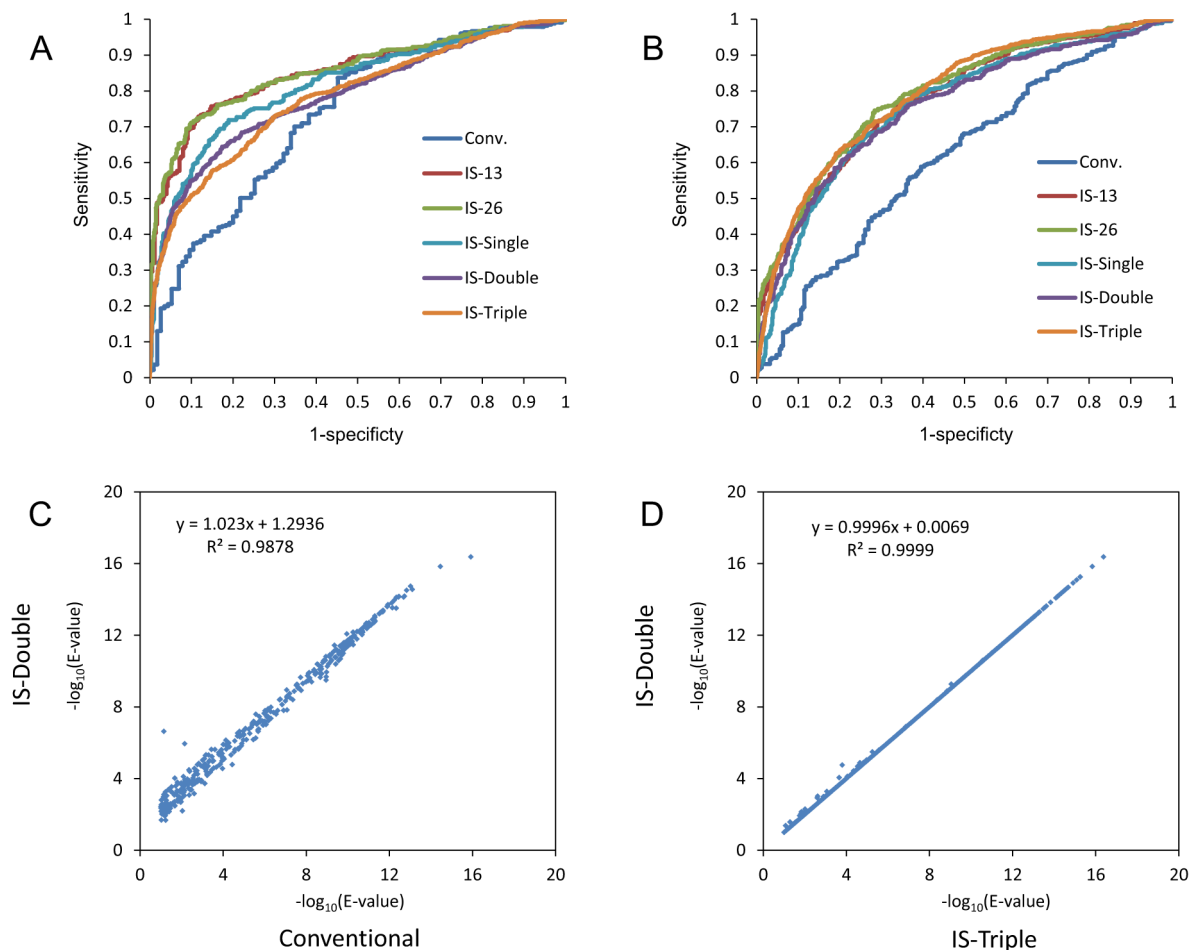 A
Sensitivity
1
0.9
0.8
0.7
0.6
0.5
0.4
0.3
0.2
0.1
0
0 0.1 0.2 0.3 0.4 0.5 0.6 0.7 0.8 0.9 1
1-specificty
Conv.
IS-13
IS-26
IS-Single
IS-Double
IS-Triple
B
Sensitivity
1
0.9
0.8
0.7
0.6
0.5
0.4
0.3
0.2
0.1
0
0 0.1 0.2 0.3 0.4 0.5 0.6 0.7 0.8 0.9 1
1-specificty
Conv.
IS-13
IS-26
IS-Single
IS-Double
IS-Triple
C
IS-Double
-log10(E-value)
20
16
12
8
4
0
y = 1.023x + 1.2936
R² = 0.9878
0 4 8 12 16 20
-log10(E-value)
Conventional
D
IS-Double
-log10(E-value)
20
16
12
8
4
0
y = 0.9996x + 0.0069
R² = 0.9999
0 4 8 12 16 20
-log10(E-value)
IS-Triple